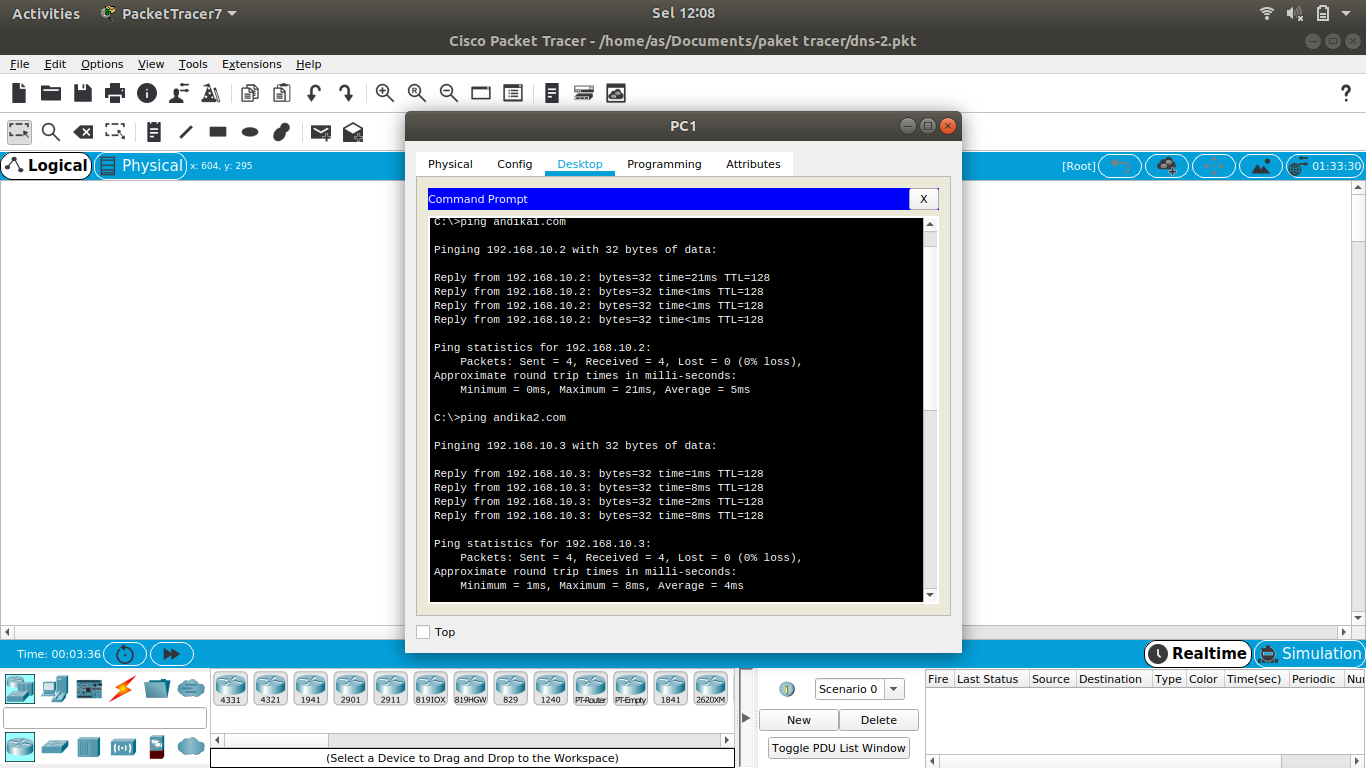 Activities PacketTracer7 Sel 12:08
Cisco Packet Tracer - /home/as/Documents/paket tracer/dns-2.pkt
File Edit Options View Tools Extensions Help
PC1
Logical Physical x: 604, y: 295 [Root] 01:33:30
Physical Config Desktop Programming Attributes
Command Prompt X
C:\>ping andika1.com
Pinging 192.168.10.2 with 32 bytes of data:
Reply from 192.168.10.2: bytes=32 time=21ms TTL=128
Reply from 192.168.10.2: bytes=32 time<1ms TTL=128
Reply from 192.168.10.2: bytes=32 time<1ms TTL=128
Reply from 192.168.10.2: bytes=32 time<1ms TTL=128
Ping statistics for 192.168.10.2:
Packets: Sent = 4, Received = 4, Lost = 0 (0% loss),
Approximate round trip times in milli-seconds:
Minimum = 0ms, Maximum = 21ms, Average = 5ms
C:\>ping andika2.com
Pinging 192.168.10.3 with 32 bytes of data:
Reply from 192.168.10.3: bytes=32 time=1ms TTL=128
Reply from 192.168.10.3: bytes=32 time=8ms TTL=128
Reply from 192.168.10.3: bytes=32 time=2ms TTL=128
Reply from 192.168.10.3: bytes=32 time=8ms TTL=128
Ping statistics for 192.168.10.3:
Packets: Sent = 4, Received = 4, Lost = 0 (0% loss),
Approximate round trip times in milli-seconds:
Minimum = 1ms, Maximum = 8ms, Average = 4ms
Top
Time: 00:03:36 Realtime Simulation
4331 4321 1941 2901 2911 819IOX 819HGW 829 1240 PT-Router PT-Empty 1841 2620XM
(Select a Device to Drag and Drop to the Workspace)
Scenario 0
New Delete
Toggle PDU List Window
Fire Last Status Source Destination Type Color Time(sec) Periodic Nu